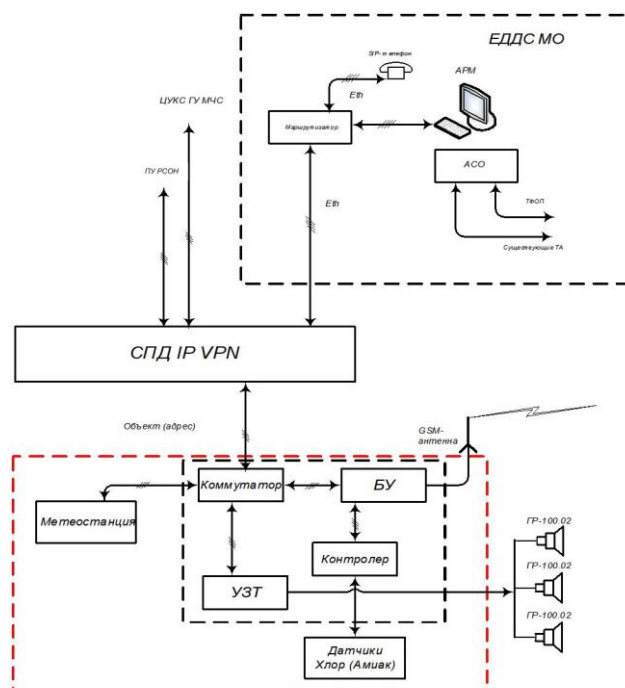 ЕДДС МО
SIP-телефон
АРМ
ЦУКС ГУ МЧС
Eth
Маршрутизатор
АСО
ПУ РСОН
Eth
ТФОП
Существующие ТА
СПД IP VPN
Объект (адрес)
GSM-
антенна
Коммутатор
БУ
Метеостанция
ГР-100.02
Контролер
ГР-100.02
УЗТ
ГР-100.02
Датчики
Хлор (Амиак)